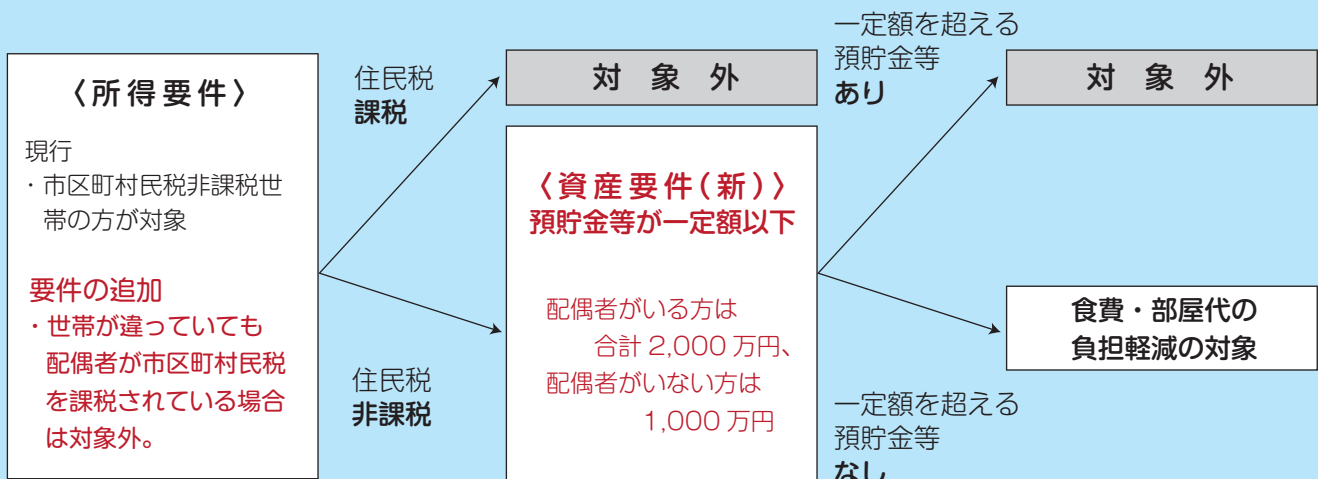 〈所得要件〉
現行
・市区町村民税非課税世
帯の方が対象
要件の追加
・世帯が違っていても
配偶者が市区町村民税
を課税されている場合
は対象外。
住民税
課税
住民税
非課税
対 象 外
〈資産要件(新)〉
預貯金等が一定額以下
配偶者がいる方は
合計 2,000 万円、
配偶者がいない方は
1,000 万円
一定額を超える
預貯金等
あり
一定額を超える
預貯金等
なし
対 象 外
食費・部屋代の
負担軽減の対象